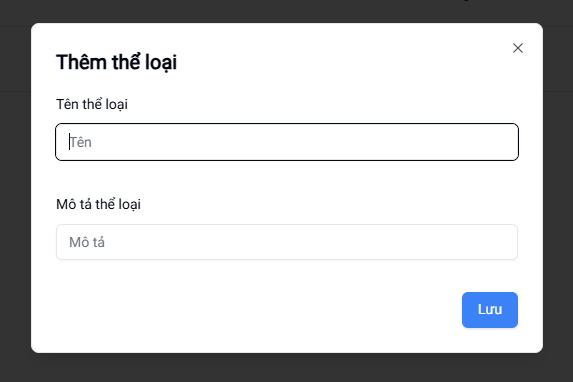 Thêm thể loại
Tên thể loại
Tên
Mô tả thể loại
Mô tả
Lưu